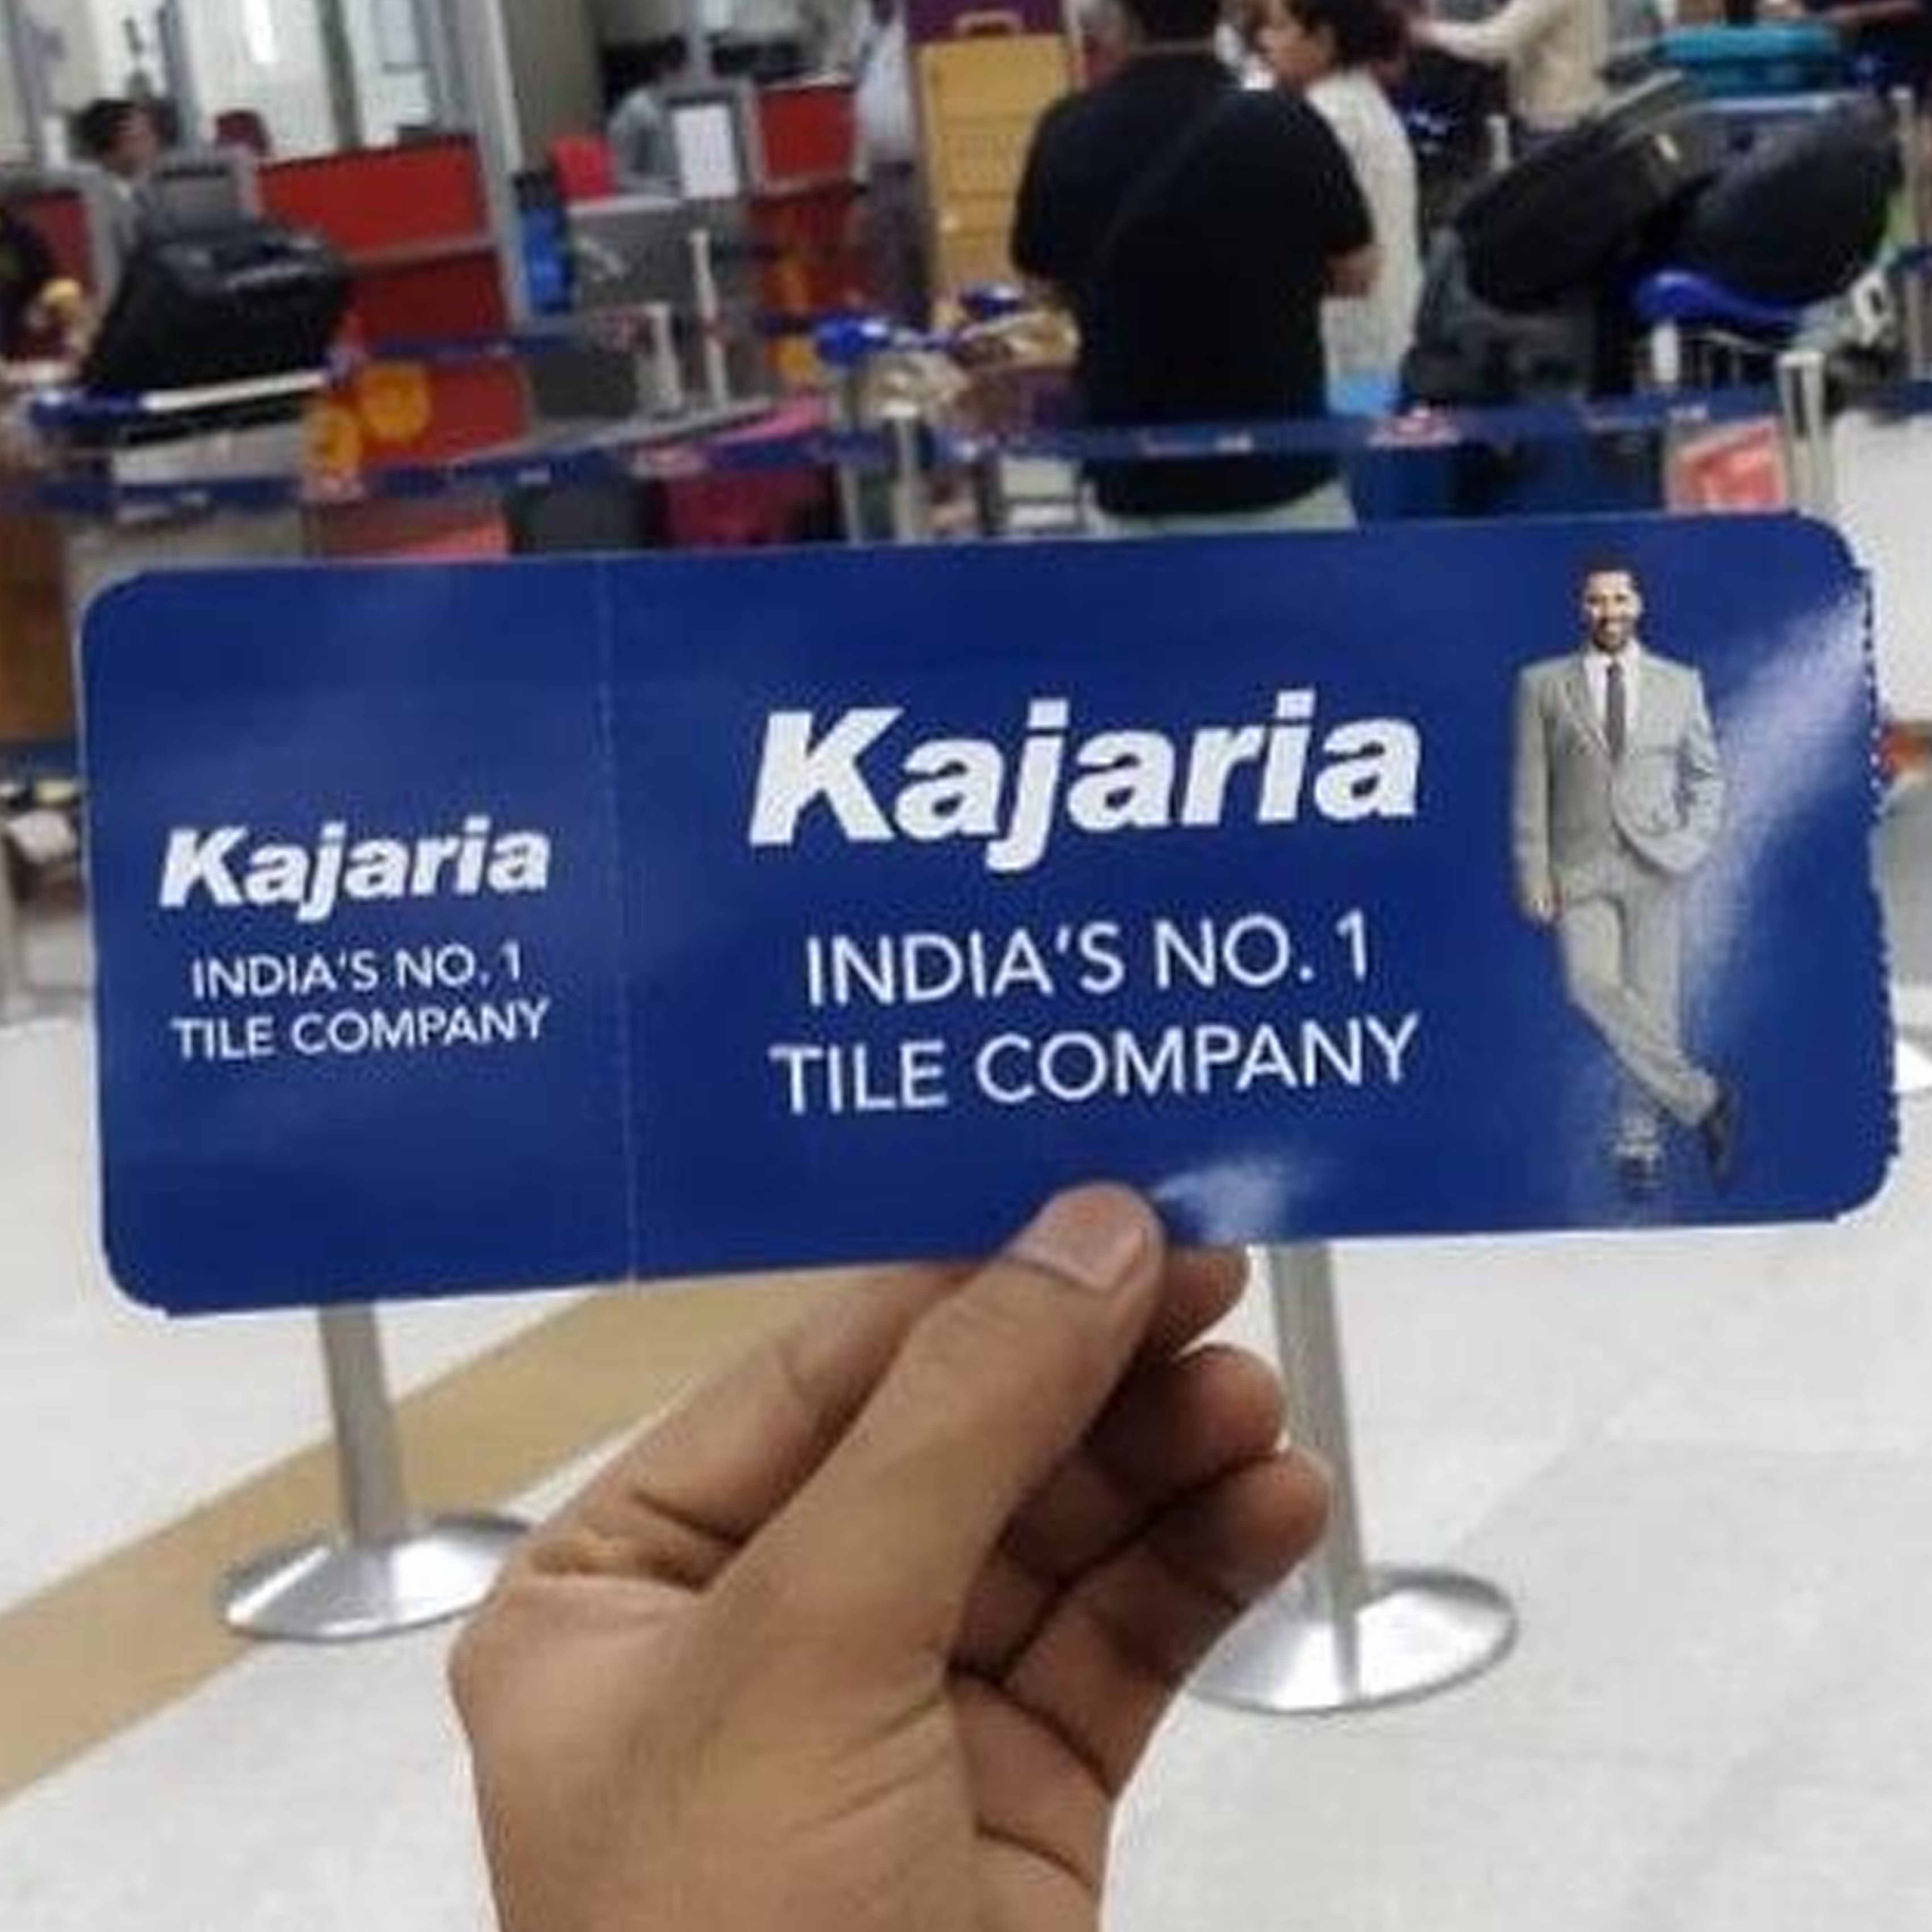 Kajaria
INDIA'S NO. 1
TILE COMPANY
Kajaria
INDIA'S NO. 1
TILE COMPANY